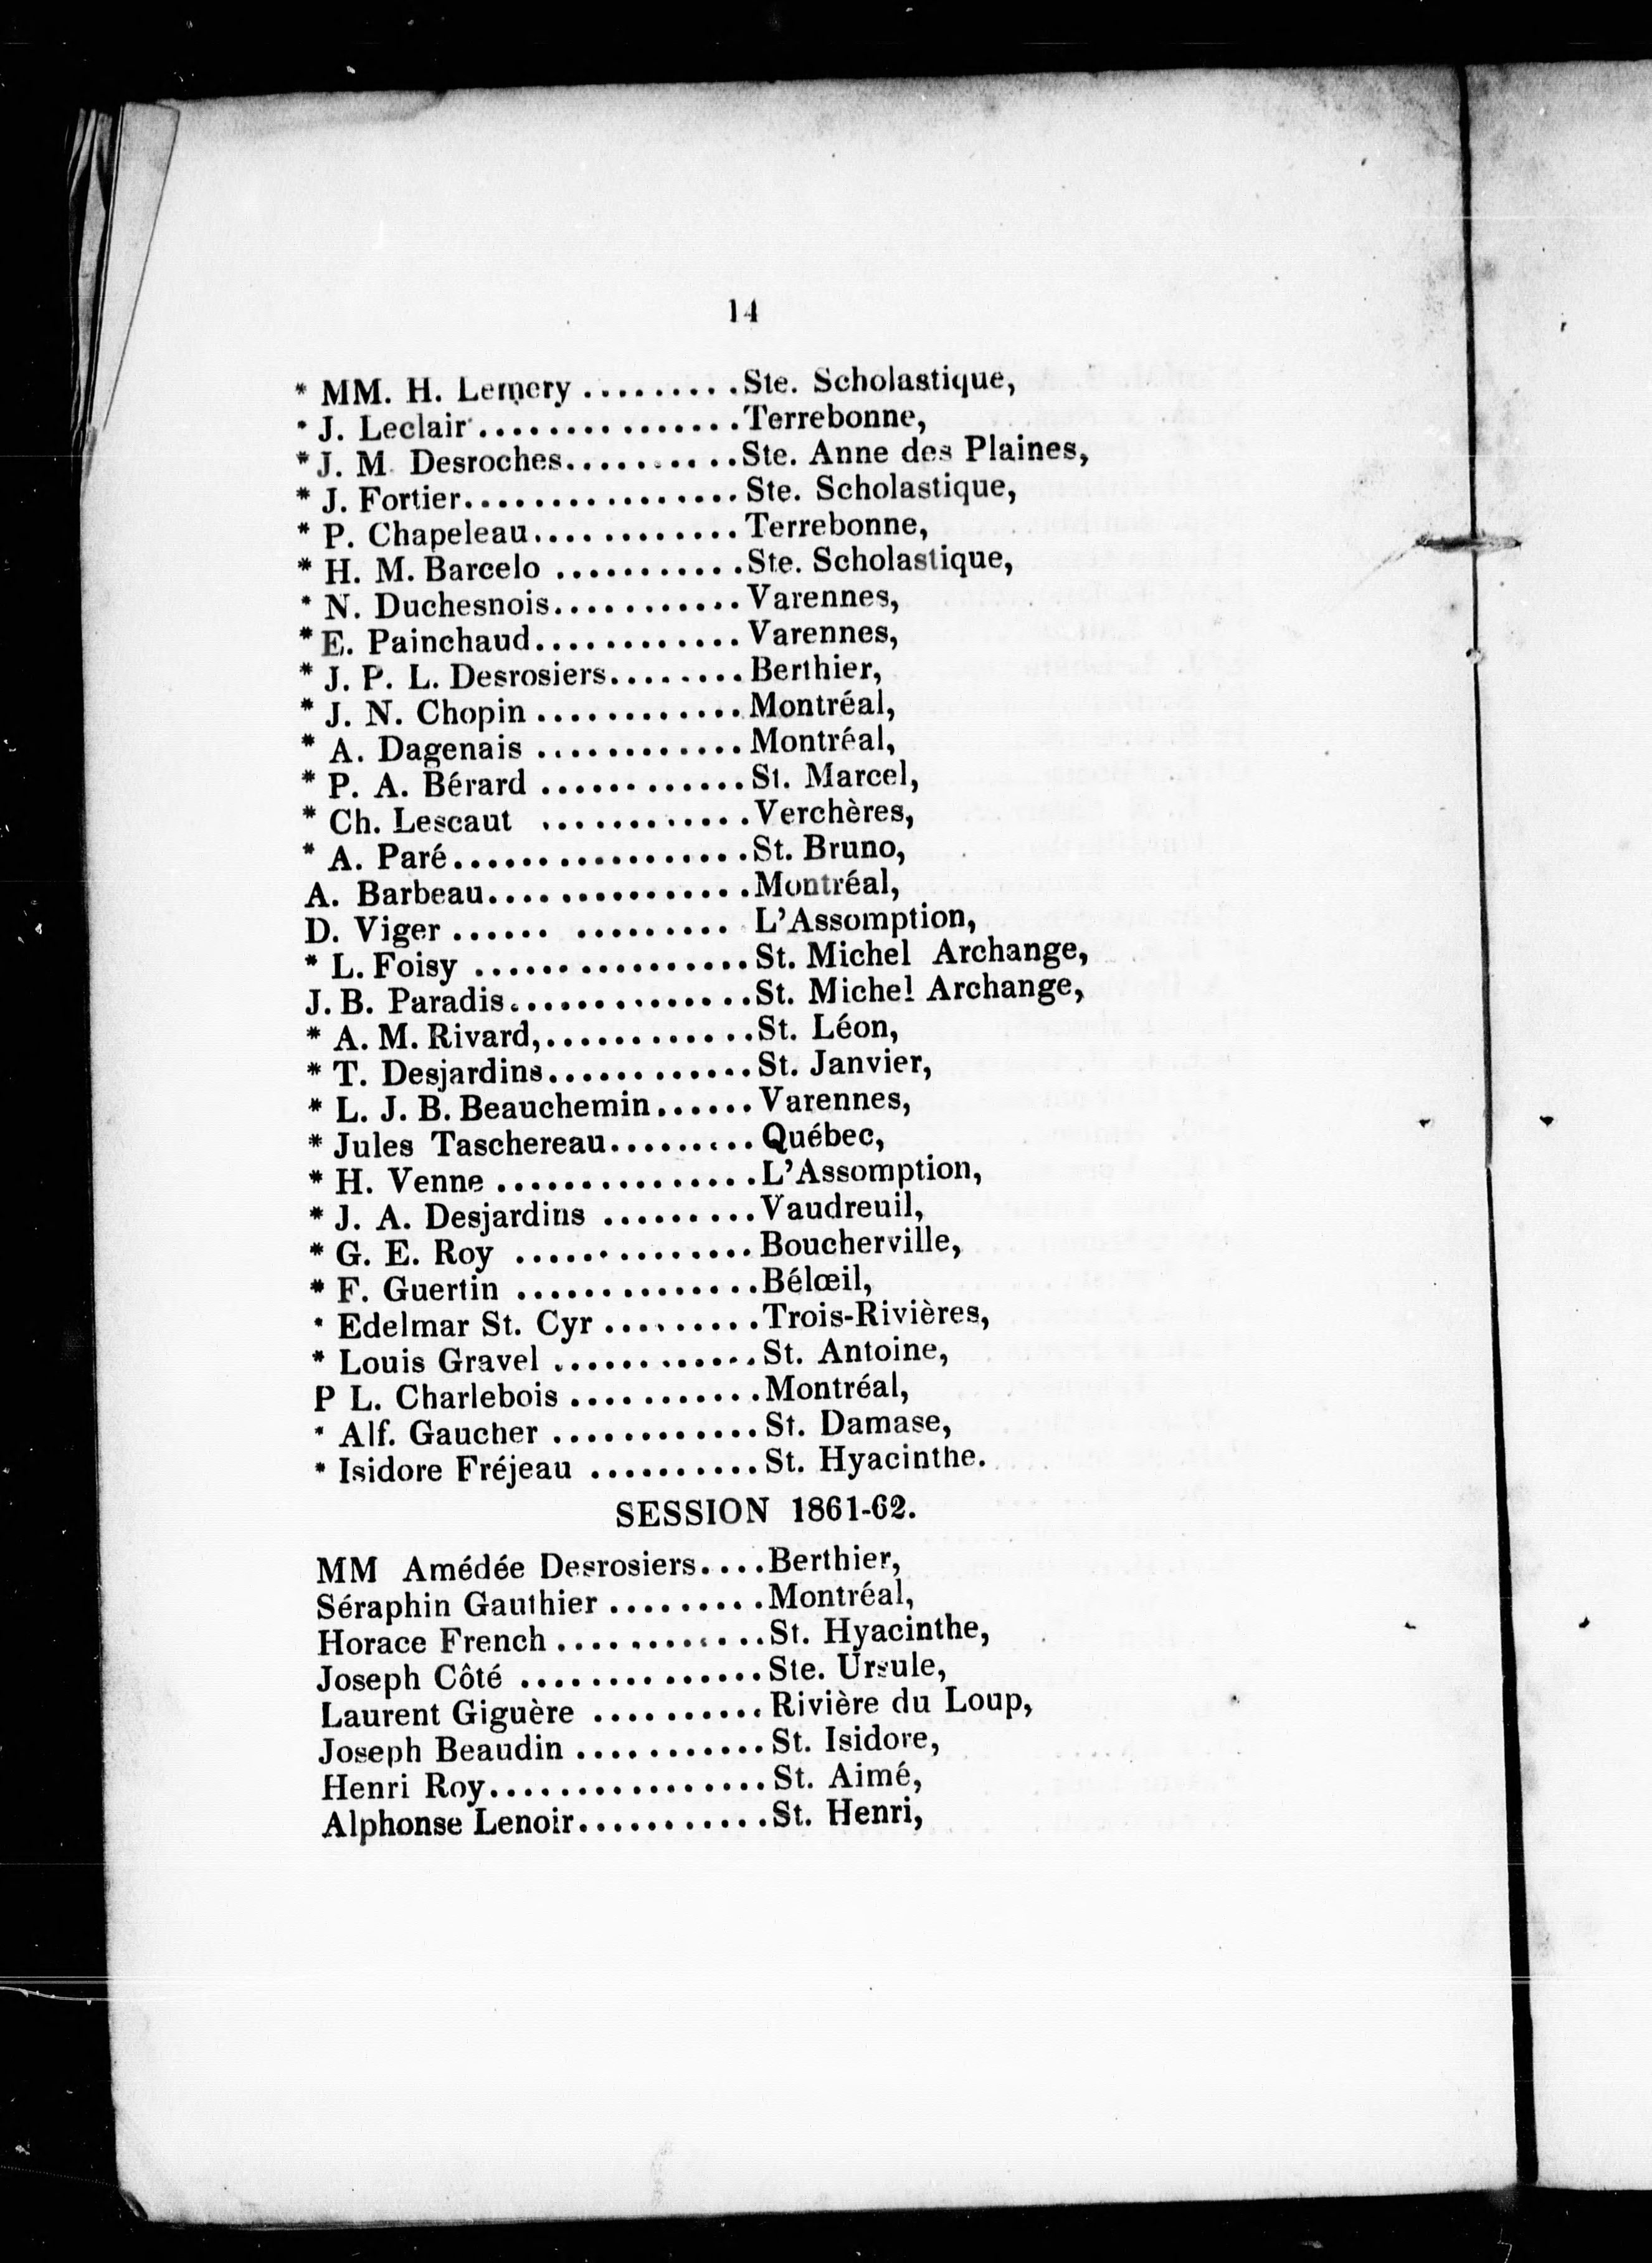 14
* MM. H. Lemery .........Ste. Scholastique,
* J. Leclair ...............Terrebonne,
* J. M. Desroches..........Ste. Anne des Plaines,
* J. Fortier................Ste. Scholastique,
* P. Chapeleau............Terrebonne,
* H. M. Barcelo ...........Ste. Scholastique,
* N. Duchesnois...........Varennes,
* E. Painchaud............Varennes,
* J. P. L. Desrosiers........Berthier,
* J. N. Chopin ............Montréal,
* A. Dagenais ............Montréal,
* P. A. Bérard ............St. Marcel,
* Ch. Lescaut ............Verchères,
* A. Paré.................St. Bruno,
A. Barbeau...............Montréal,
D. Viger ...... ......... L'Assomption,
* L. Foisy ................St. Michel Archange,
J. B. Paradis..............St. Michel Archange,
* A. M. Rivard,............St. Léon,
* T. Desjardins............St. Janvier,
* L. J. B. Beauchemin......Varennes,
* Jules Taschereau.........Québec,
* H. Venne ...............L'Assomption,
* J. A. Desjardins .........Vaudreuil,
* G. E. Roy ..............Boucherville,
* F. Guertin ..............Bélœil,
* Edelmar St. Cyr .........Trois-Rivières,
* Louis Gravel ............St. Antoine,
P L. Charlebois ...........Montréal,
* Alf. Gaucher ............St. Damase,
* Isidore Fréjeau ..........St. Hyacinthe.
SESSION 1861-62.
MM Amédée Desrosiers....Berthier,
Séraphin Gauthier .........Montréal,
Horace French ............St. Hyacinthe,
Joseph Côté ..............Ste. Ursule,
Laurent Giguère ..........Rivière du Loup,
Joseph Beaudin ...........St. Isidore,
Henri Roy................St. Aimé,
Alphonse Lenoir...........St. Henri,